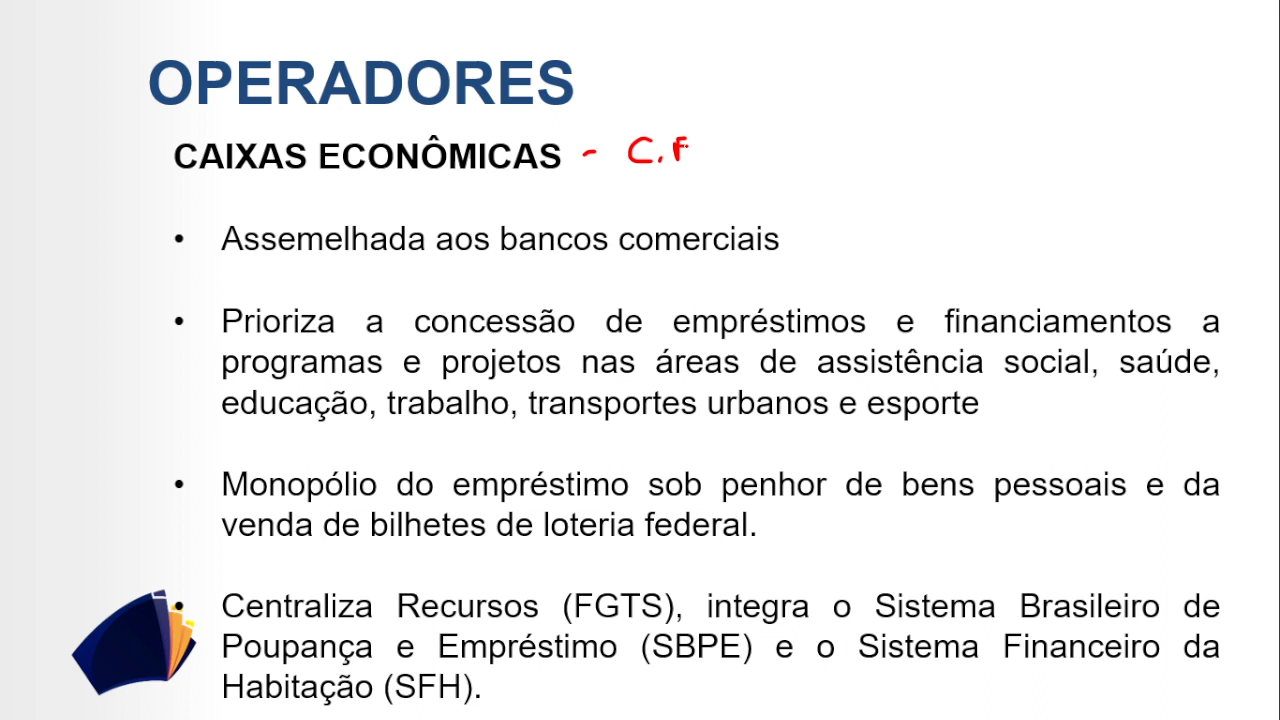 OPERADORES
CAIXAS ECONÔMICAS - C.F
• Assemelhada aos bancos comerciais
• Prioriza a concessão de empréstimos e financiamentos a
programas e projetos nas áreas de assistência social, saúde,
educação, trabalho, transportes urbanos e esporte
• Monopólio do empréstimo sob penhor de bens pessoais e da
venda de bilhetes de loteria federal.
• Centraliza Recursos (FGTS), integra o Sistema Brasileiro de
Poupança e Empréstimo (SBPE) e o Sistema Financeiro da
Habitação (SFH).